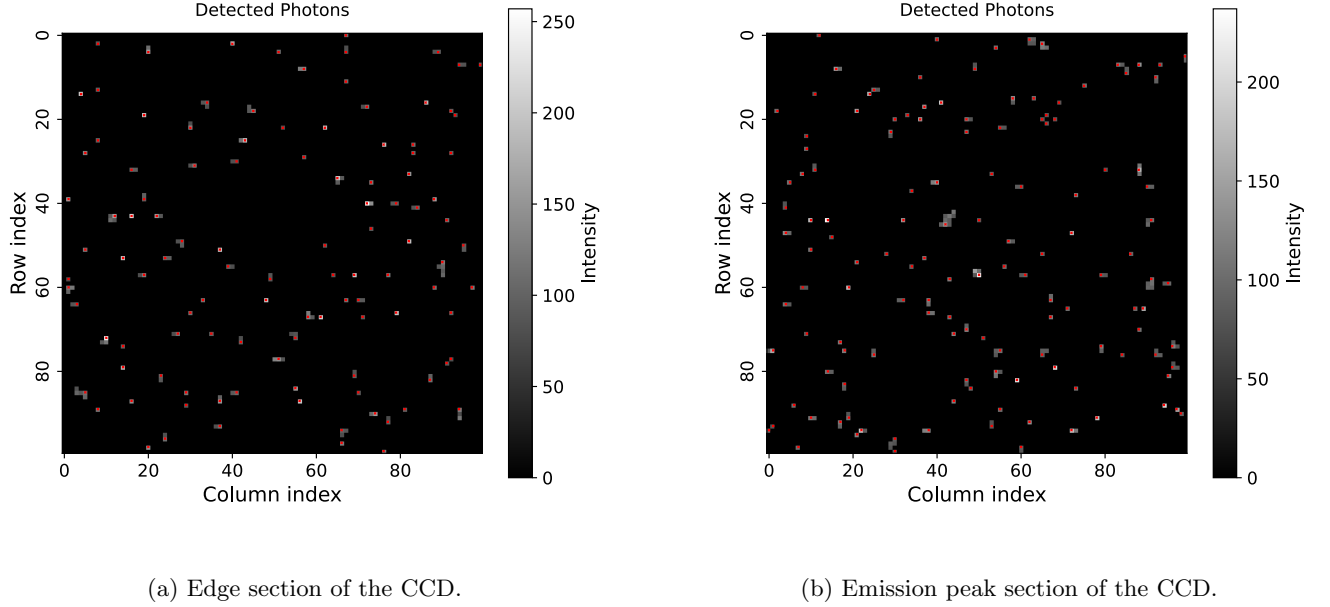 Detected Photons
0
20
40
60
80
Row index
0 20 40 60 80
Column index
0
50
100
150
200
250
Intensity
(a) Edge section of the CCD.
Detected Photons
0
20
40
60
80
Row index
0 20 40 60 80
Column index
0
50
100
150
200
Intensity
(b) Emission peak section of the CCD.